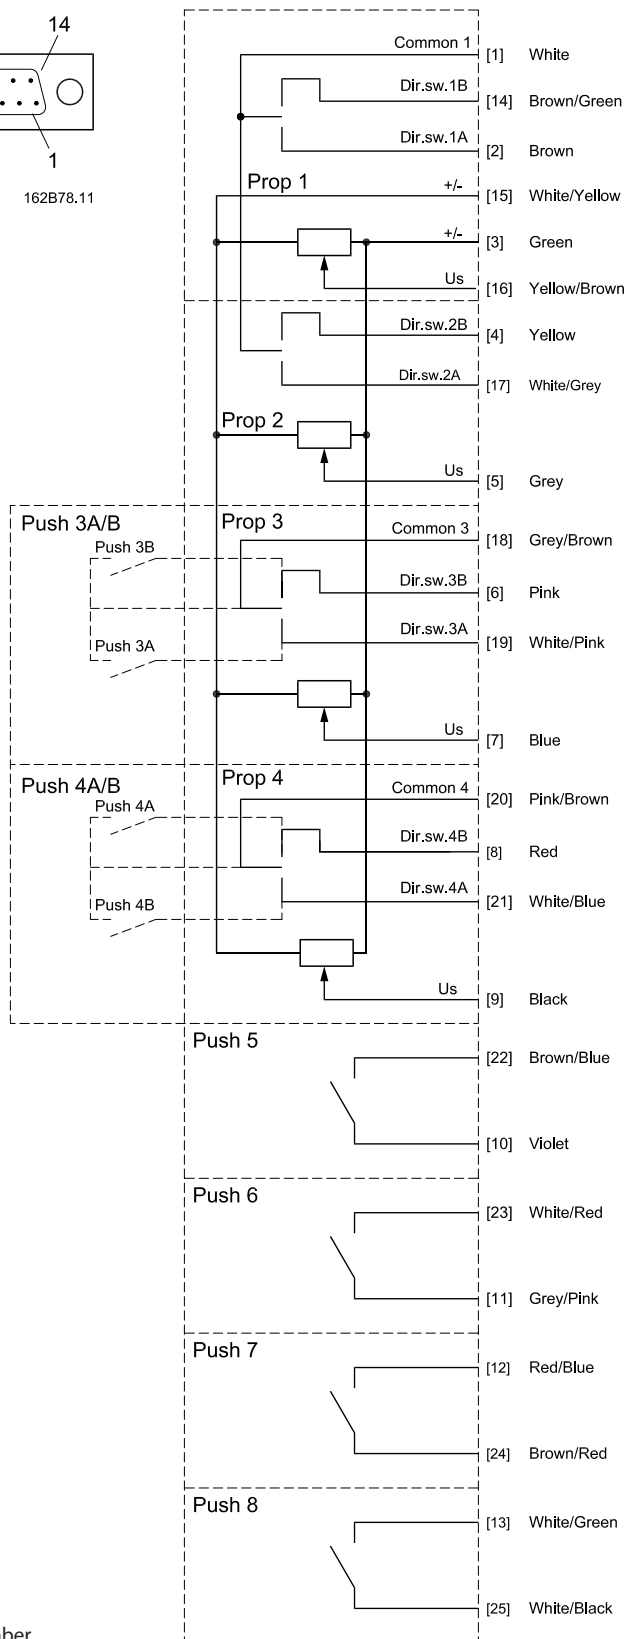 14
1
162B78.11
Common 1 [1] White
Dir.sw.1B [14] Brown/Green
Dir.sw.1A [2] Brown
Prop 1 +/- [15] White/Yellow
+/- [3] Green
Us [16] Yellow/Brown
Dir.sw.2B [4] Yellow
Dir.sw.2A [17] White/Grey
Prop 2
Us [5] Grey
Push 3A/B Prop 3 Common 3 [18] Grey/Brown
Push 3B
Dir.sw.3B [6] Pink
Push 3A Dir.sw.3A [19] White/Pink
Us [7] Blue
Push 4A/B Prop 4 Common 4 [20] Pink/Brown
Push 4A
Dir.sw.4B [8] Red
Push 4B Dir.sw.4A [21] White/Blue
Us [9] Black
Push 5
[22] Brown/Blue
[10] Violet
Push 6
[23] White/Red
[11] Grey/Pink
Push 7
[12] Red/Blue
[24] Brown/Red
Push 8
[13] White/Green
[25] White/Black